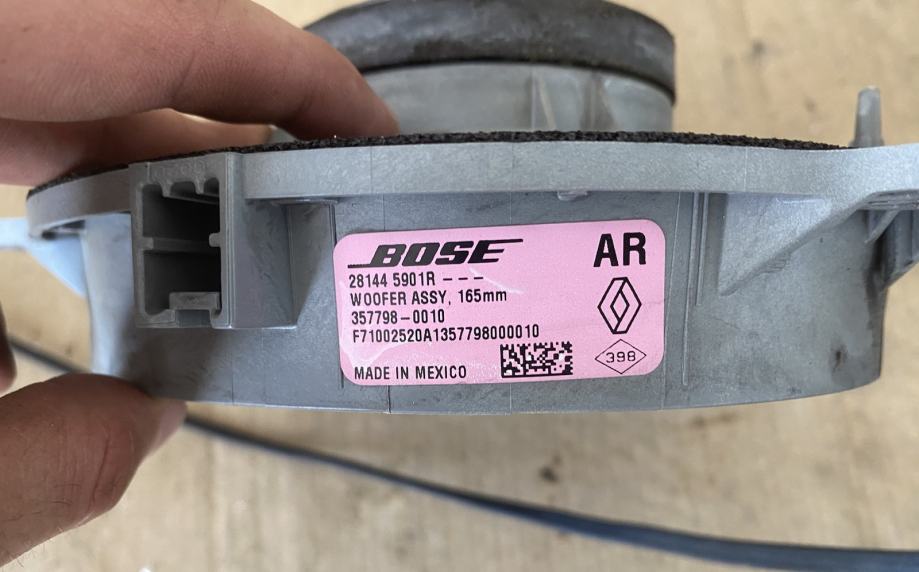 BOSE
AR
28144 5901R ---
WOOFER ASSY, 165mm
357798-0010
F71002520A1357798000010
MADE IN MEXICO
398